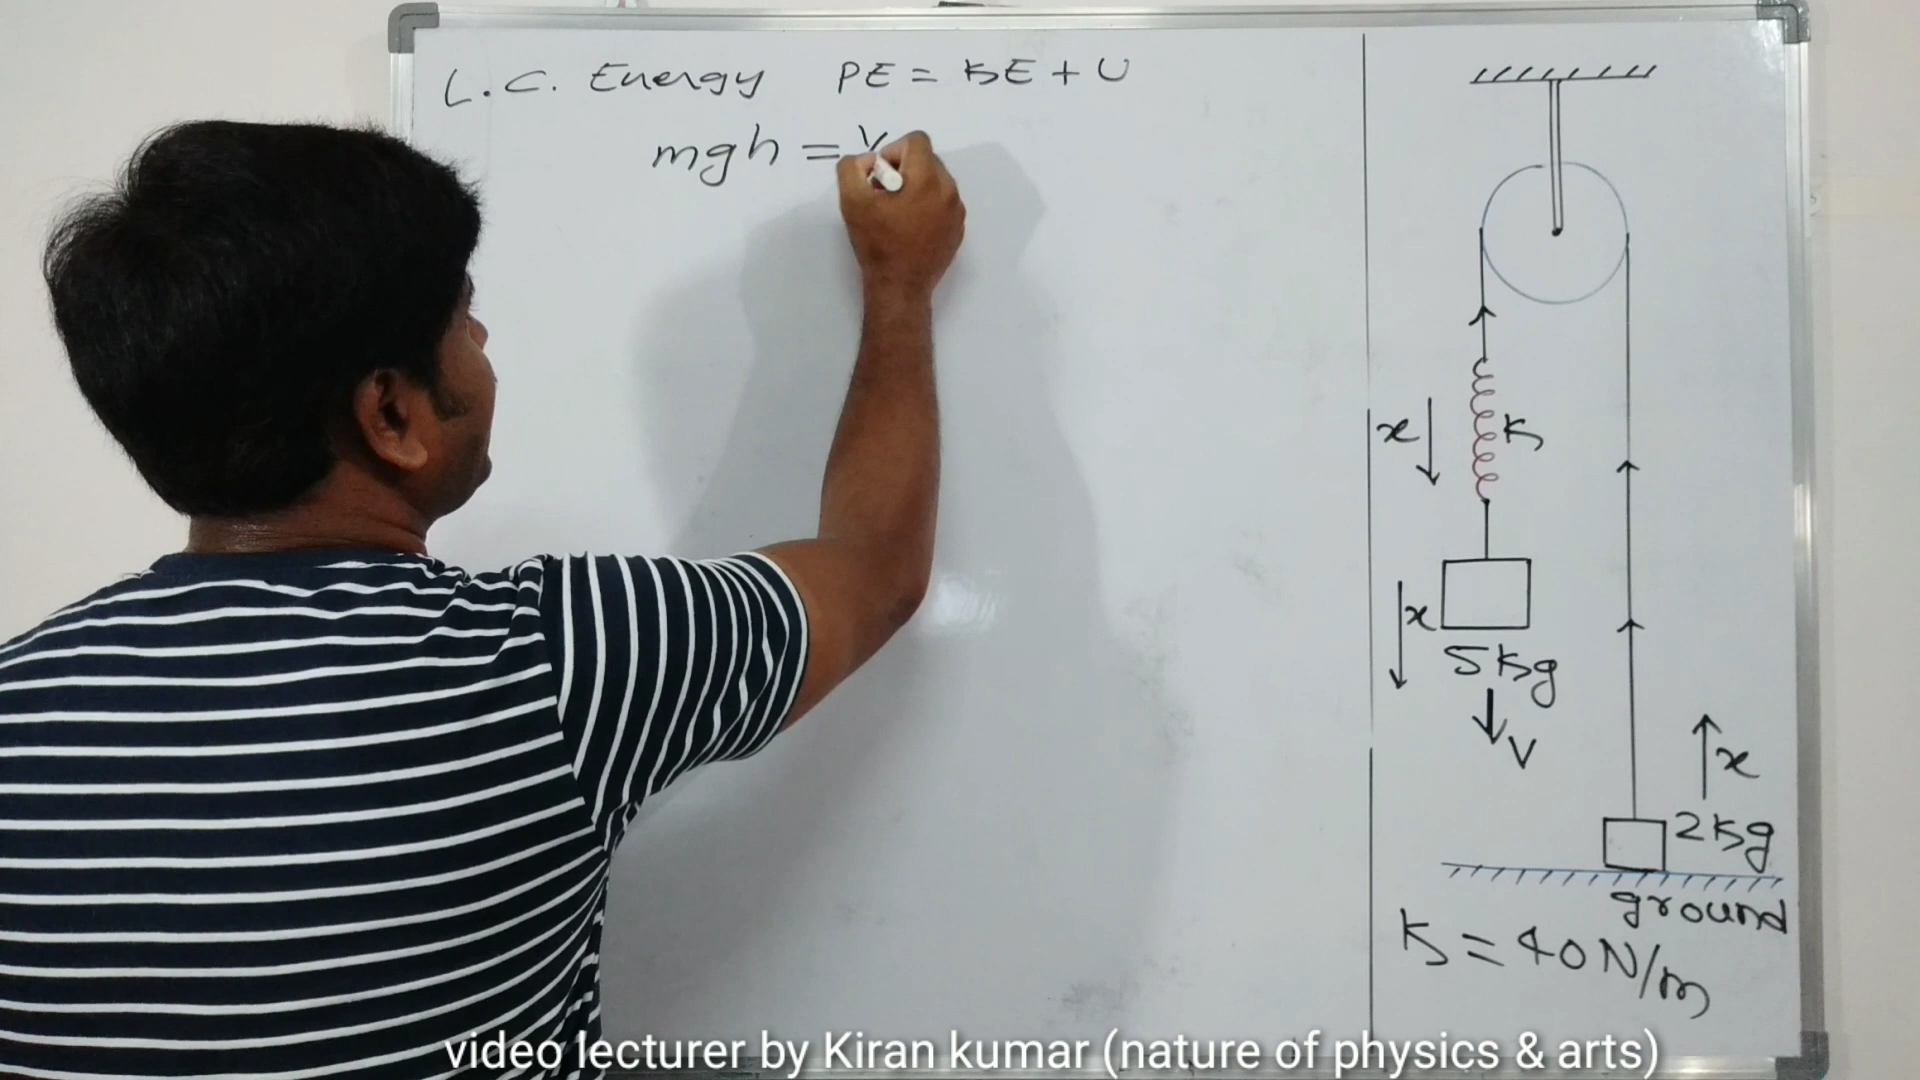 L.C. Energy PE = KE + U
mgh =
K
x
x
5 Kg
V
x
2 Kg
ground
K = 40 N/m
video lecturer by Kiran kumar (nature of physics & arts)